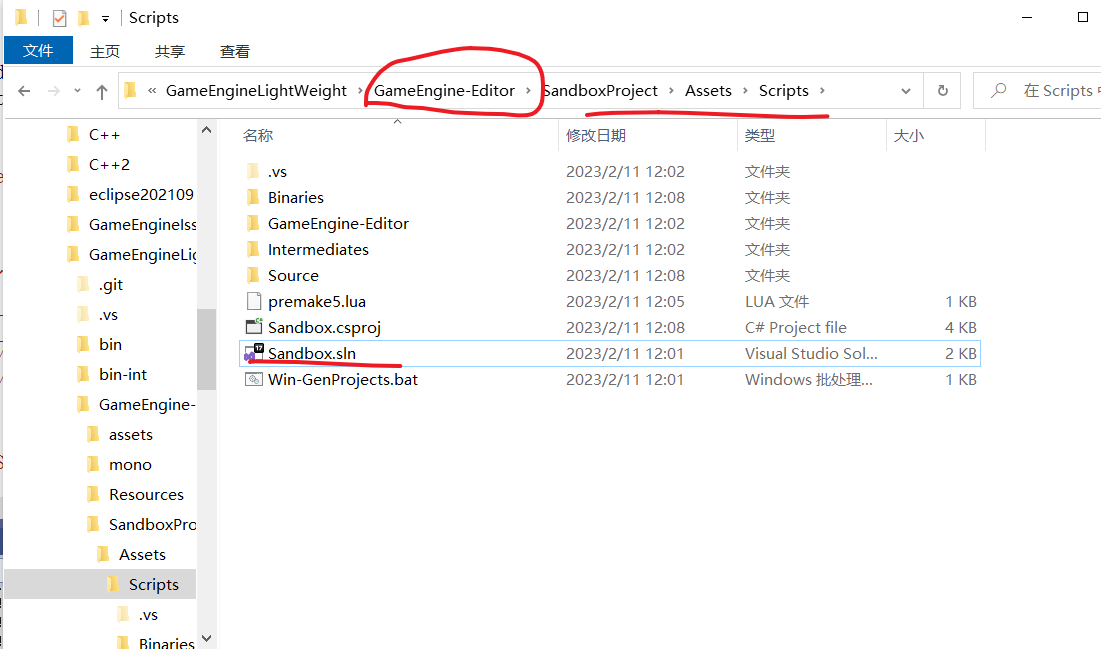 Scripts
文件 主页 共享 查看
« GameEngineLightWeight › GameEngine-Editor › SandboxProject › Assets › Scripts ›
在 Scripts
名称 修改日期 类型 大小
.vs 2023/2/11 12:02 文件夹
Binaries 2023/2/11 12:08 文件夹
GameEngine-Editor 2023/2/11 12:02 文件夹
Intermediates 2023/2/11 12:02 文件夹
Source 2023/2/11 12:08 文件夹
premake5.lua 2023/2/11 12:05 LUA 文件 1 KB
Sandbox.csproj 2023/2/11 12:08 C# Project file 4 KB
Sandbox.sln 2023/2/11 12:01 Visual Studio Sol... 2 KB
Win-GenProjects.bat 2023/2/11 12:01 Windows 批处理... 1 KB
C++
C++2
eclipse202109
GameEngineIss
GameEngineLig
.git
.vs
bin
bin-int
GameEngine-
assets
mono
Resources
SandboxPro
Assets
Scripts
.vs
Binaries